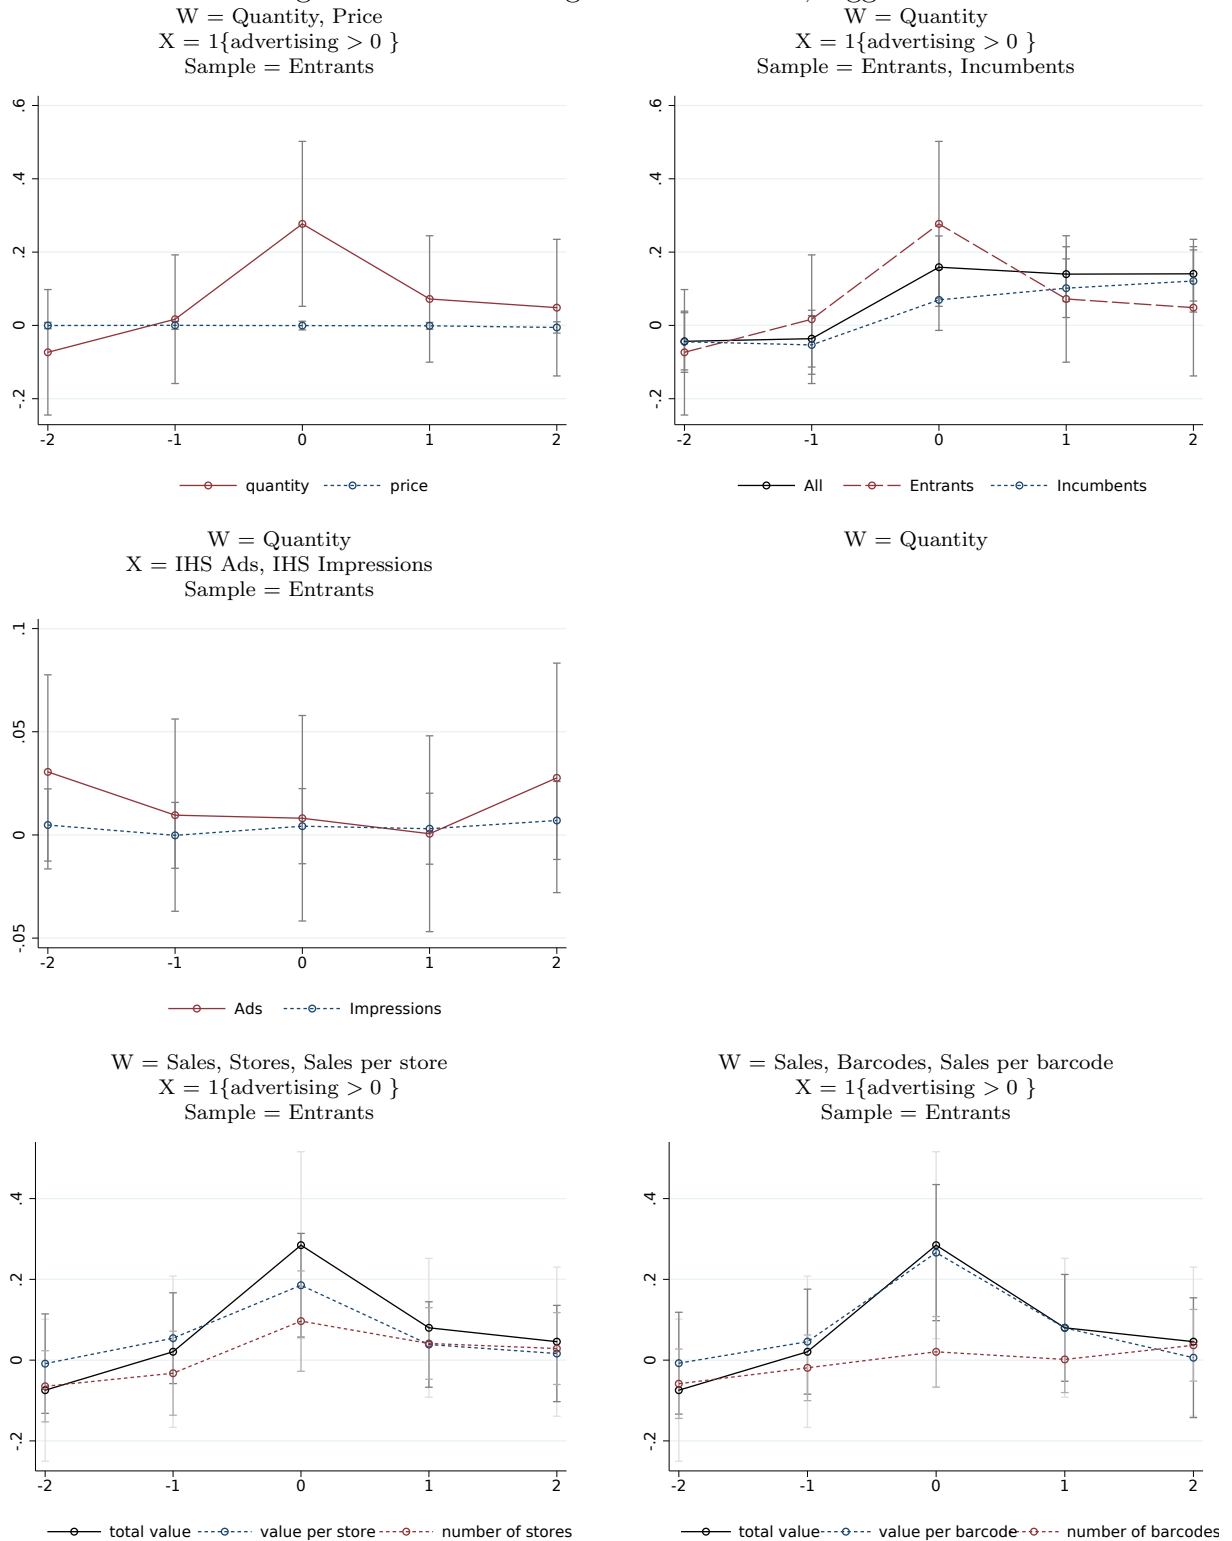 W = Quantity, Price
X = 1{advertising > 0 }
Sample = Entrants
.6
.4
.2
0
-.2
-2 -1 0 1 2
quantity price
W = Quantity
X = 1{advertising > 0 }
Sample = Entrants, Incumbents
.6
.4
.2
0
-.2
-2 -1 0 1 2
All Entrants Incumbents
W = Quantity
X = IHS Ads, IHS Impressions
Sample = Entrants
.1
.05
0
-.05
-2 -1 0 1 2
Ads Impressions
W = Quantity
W = Sales, Stores, Sales per store
X = 1{advertising > 0 }
Sample = Entrants
.4
.2
0
-.2
-2 -1 0 1 2
total value value per store number of stores
W = Sales, Barcodes, Sales per barcode
X = 1{advertising > 0 }
Sample = Entrants
.4
.2
0
-.2
-2 -1 0 1 2
total value value per barcode number of barcodes